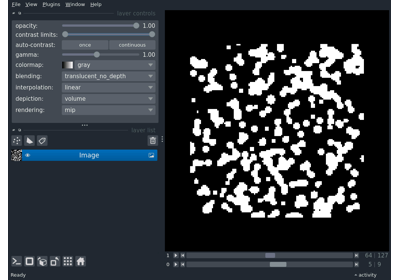 File View Plugins Window Help
layer controls
opacity: 1.00
contrast limits:
auto-contrast: once continuous
gamma: 1.00
colormap: gray
blending: translucent_no_depth
interpolation: linear
depiction: volume
rendering: mip
layer list
Image
1 64 127
0 5 9
Ready activity